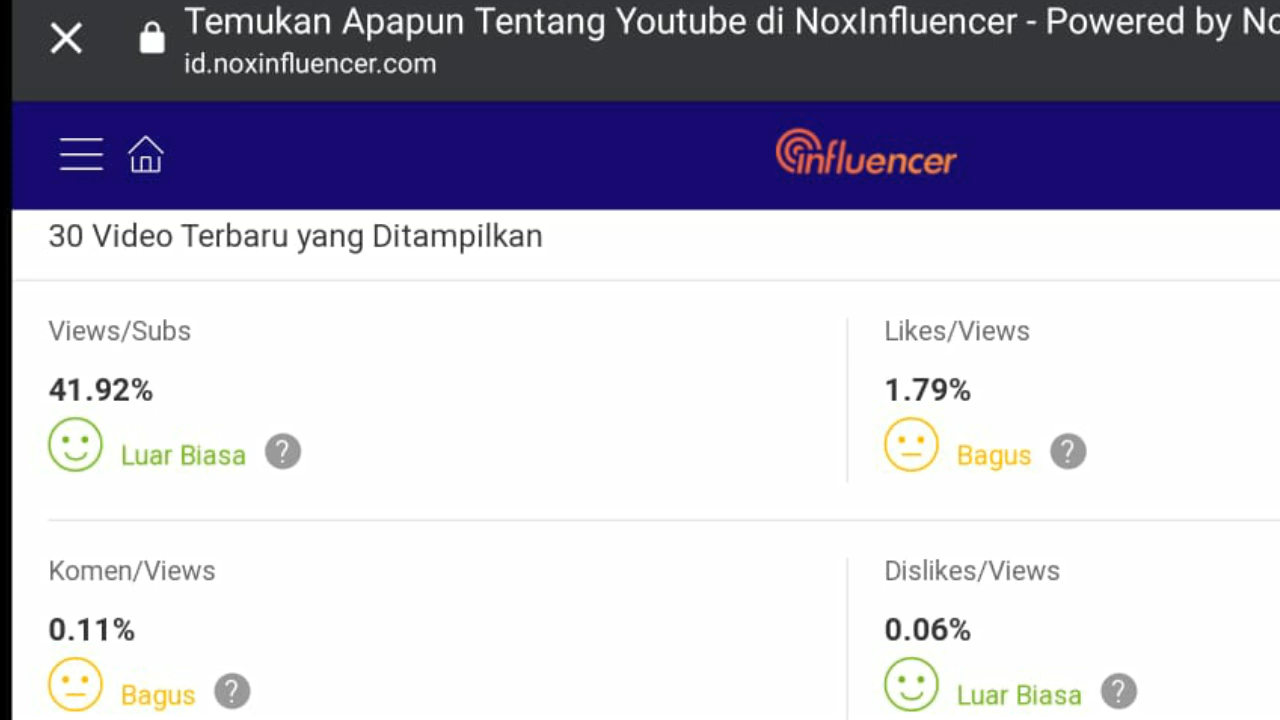 Temukan Apapun Tentang Youtube di NoxInfluencer - Powered by No
id.noxinfluencer.com
influencer
30 Video Terbaru yang Ditampilkan
Views/Subs
Likes/Views
41.92%
1.79%
Luar Biasa ?
Bagus ?
Komen/Views
Dislikes/Views
0.11%
0.06%
Bagus ?
Luar Biasa ?